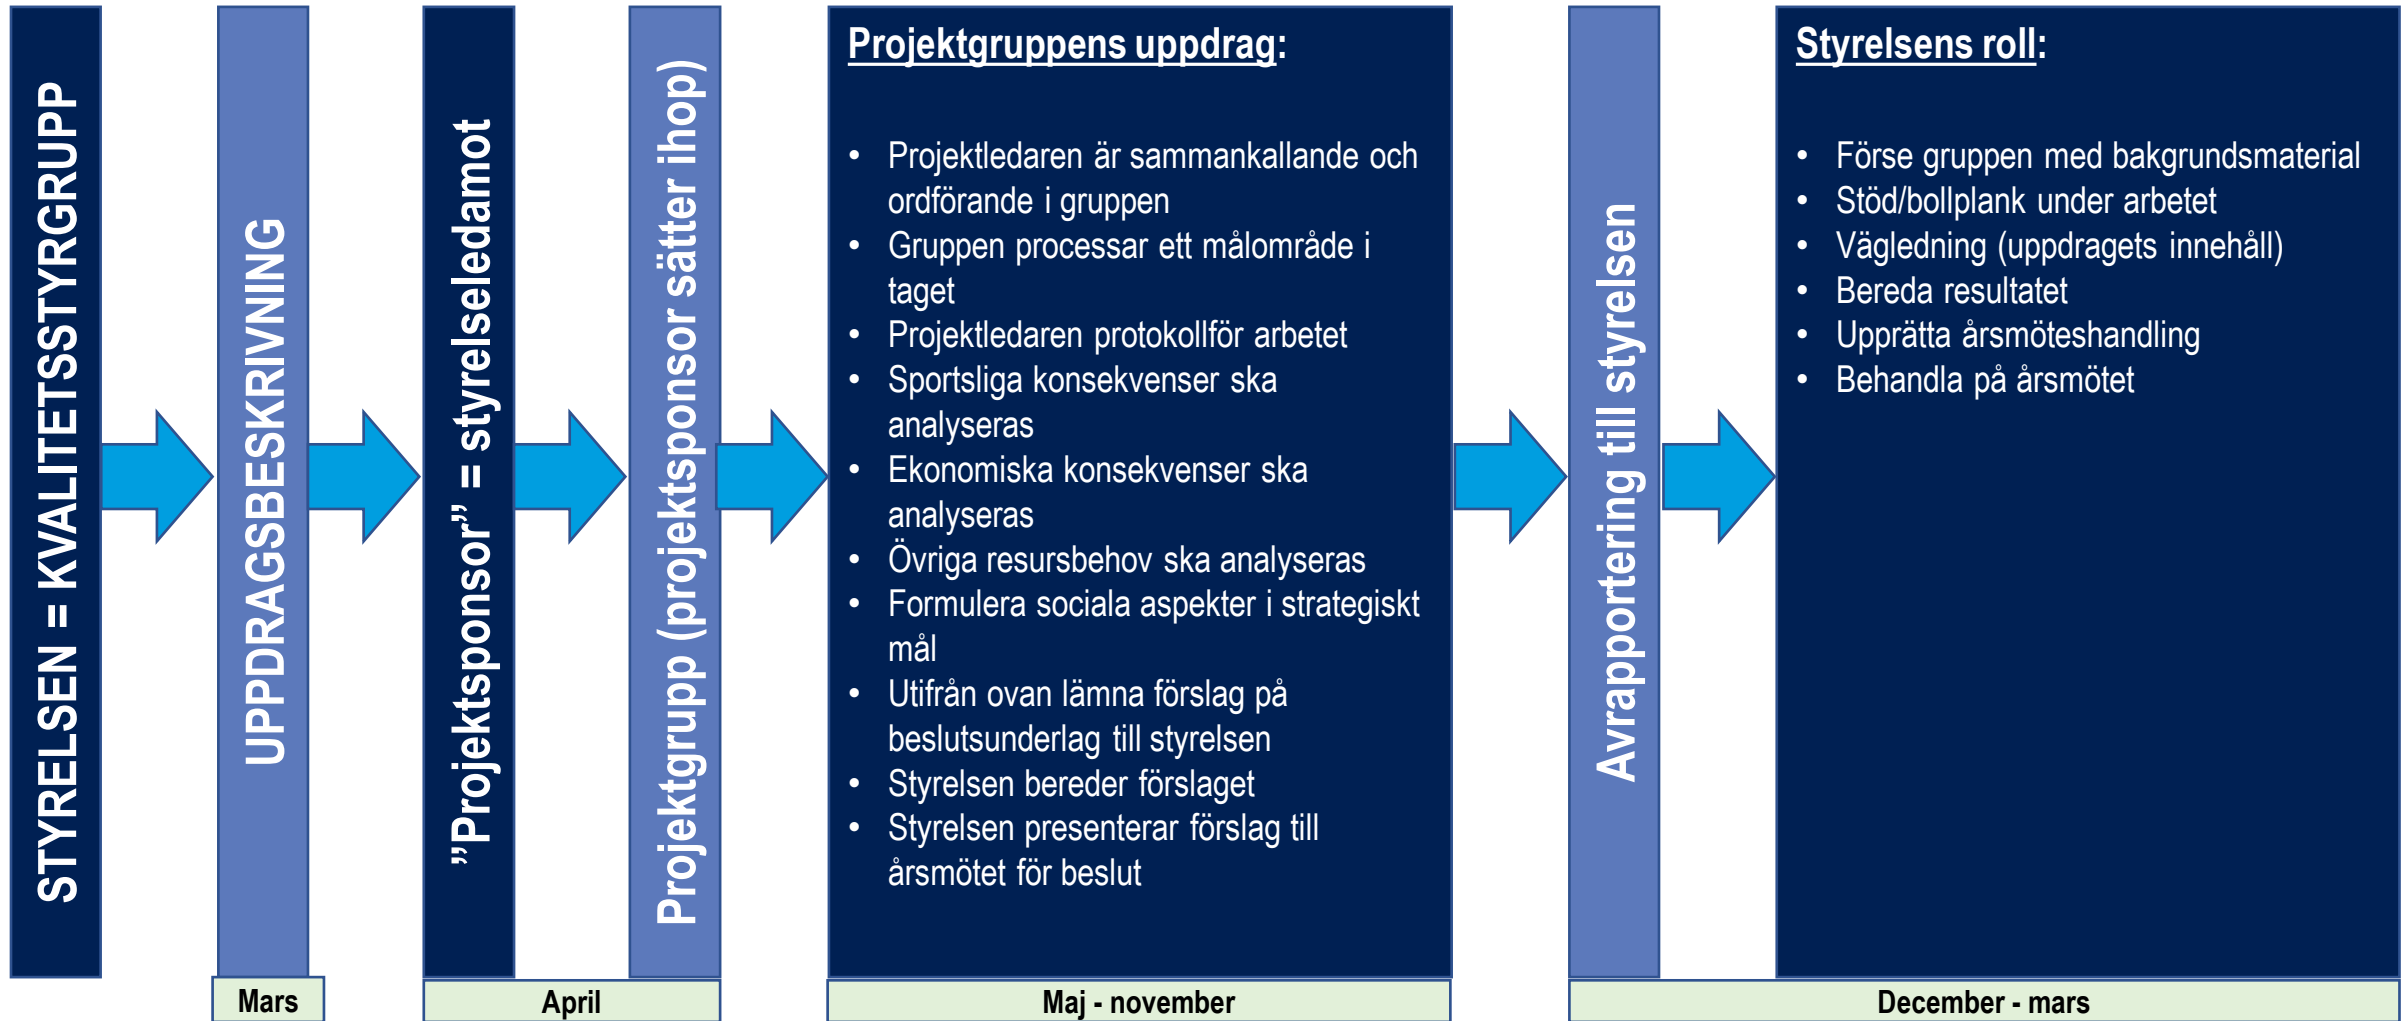 STYRELSEN = KVALITETSSTYRGRUPP
UPPDRAGSBESKRIVNING
”Projektsponsor” = styrelseledamot
Projektgrupp (projektsponsor sätter ihop)
Projektgruppens uppdrag:
• Projektledaren är sammankallande och
ordförande i gruppen
• Gruppen processar ett målområde i
taget
• Projektledaren protokollför arbetet
• Sportsliga konsekvenser ska
analyseras
• Ekonomiska konsekvenser ska
analyseras
• Övriga resursbehov ska analyseras
• Formulera sociala aspekter i strategiskt
mål
• Utifrån ovan lämna förslag på
beslutsunderlag till styrelsen
• Styrelsen bereder förslaget
• Styrelsen presenterar förslag till
årsmötet för beslut
Avrapportering till styrelsen
Styrelsens roll:
• Förse gruppen med bakgrundsmaterial
• Stöd/bollplank under arbetet
• Vägledning (uppdragets innehåll)
• Bereda resultatet
• Upprätta årsmöteshandling
• Behandla på årsmötet
Mars
April
Maj - november
December - mars